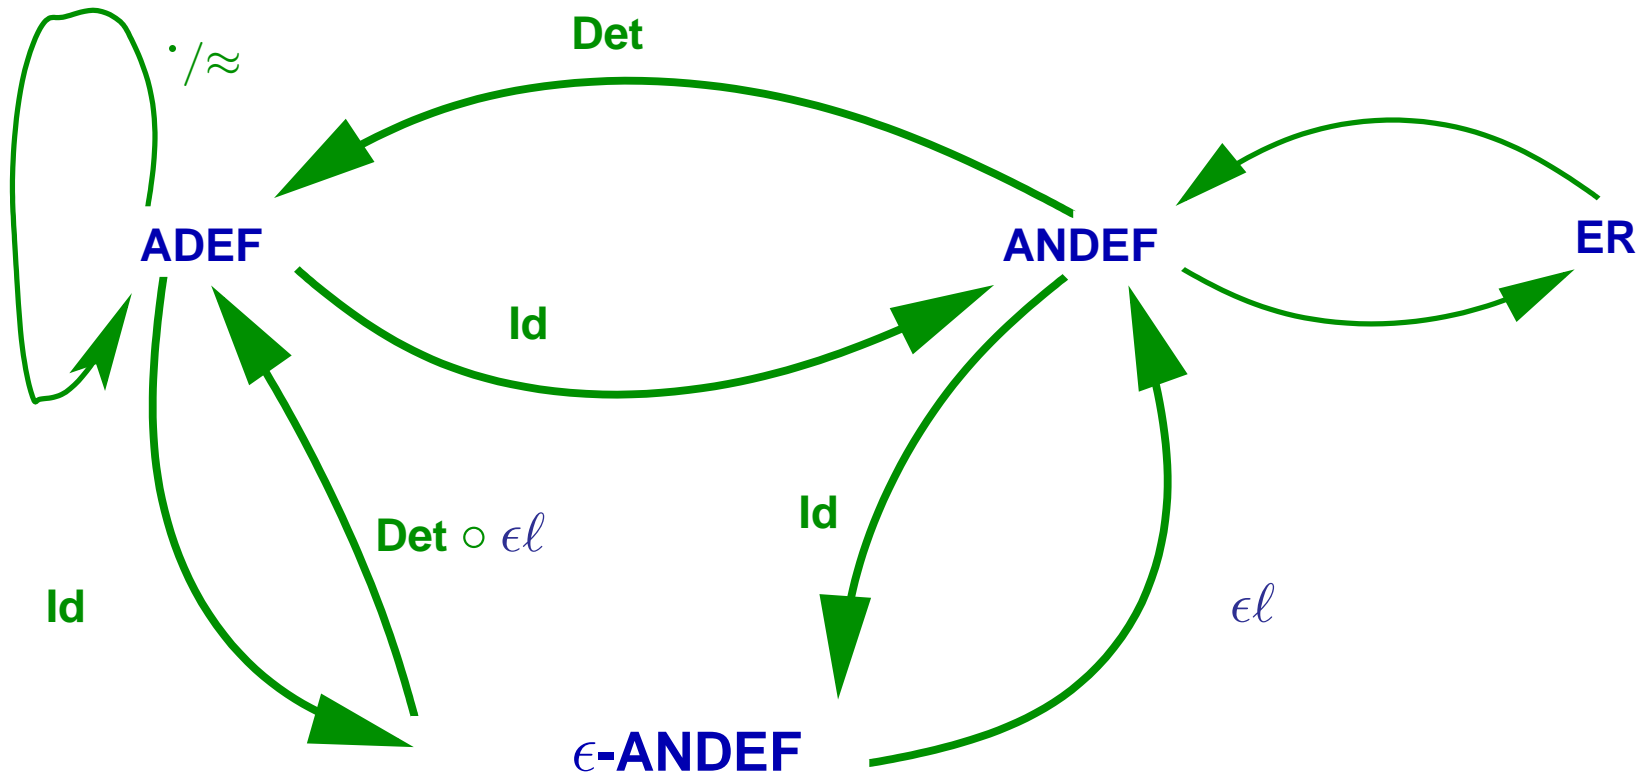 Det
·/≈
ADEF
ANDEF
ER
Id
Id
Det ∘ ϵℓ
Id
ϵℓ
ϵ-ANDEF